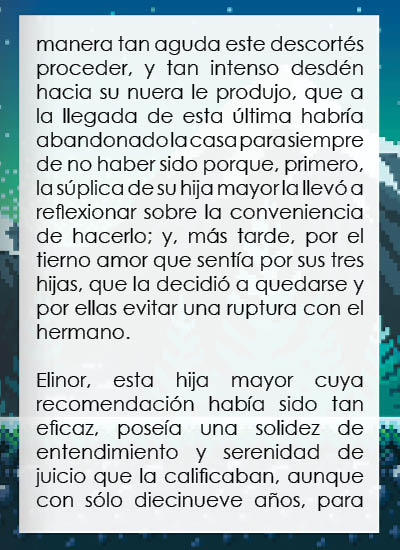 manera tan aguda este descortés
proceder, y tan intenso desdén
hacia su nuera le produjo, que a
la llegada de esta última habría
abandonado la casa para siempre
de no haber sido porque, primero,
la súplica de su hija mayor la llevó a
reflexionar sobre la conveniencia
de hacerlo; y, más tarde, por el
tierno amor que sentía por sus tres
hijas, que la decidió a quedarse y
por ellas evitar una ruptura con el
hermano.

Elinor, esta hija mayor cuya
recomendación había sido tan
eficaz, poseía una solidez de
entendimiento y serenidad de
juicio que la calificaban, aunque
con sólo diecinueve años, para